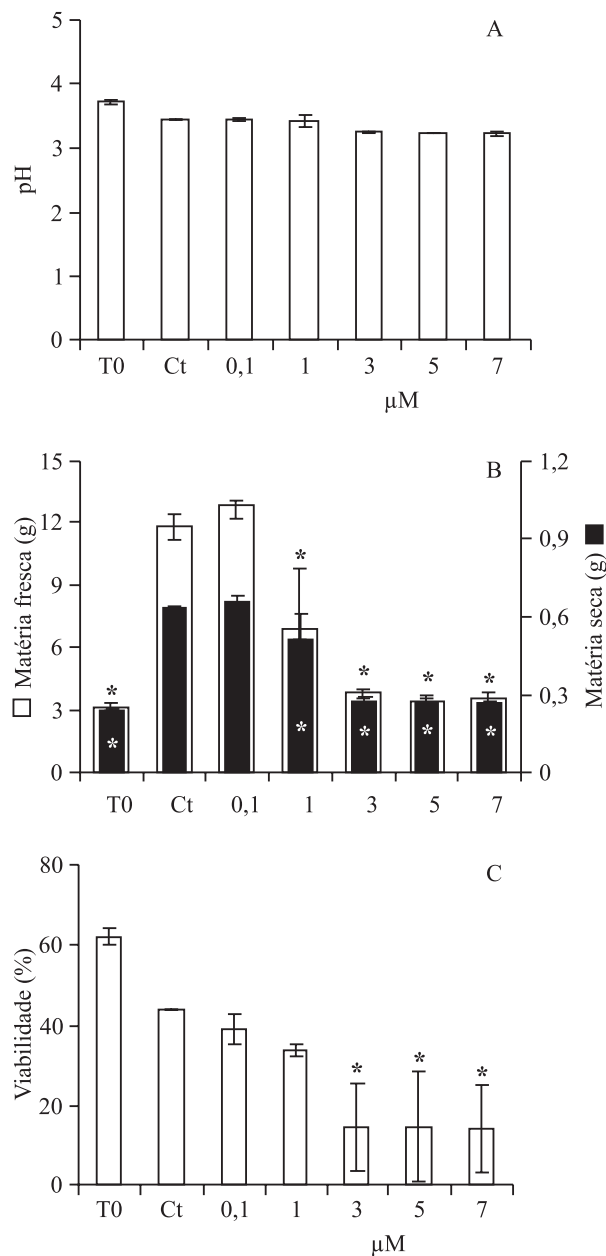 A
5
4
3
2
1
0
pH
T0 Ct 0,1 1 3 5 7
µM
B
15
12
9
6
3
0
Matéria fresca (g)
1,2
0,9
0,6
0,3
0
Matéria seca (g)
* * * * *
* * * * *
T0 Ct 0,1 1 3 5 7
C
80
60
40
20
0
Viabilidade (%)
* * *
T0 Ct 0,1 1 3 5 7
µM